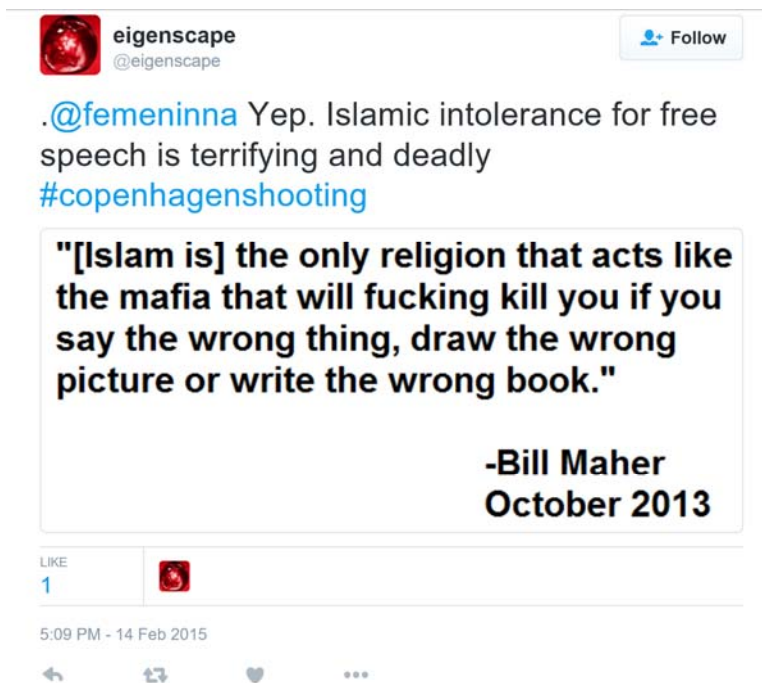 eigenscape
@eigenscape
Follow
.@femeninna Yep. Islamic intolerance for free
speech is terrifying and deadly
#copenhagenshooting
"[Islam is] the only religion that acts like
the mafia that will fucking kill you if you
say the wrong thing, draw the wrong
picture or write the wrong book."
-Bill Maher
October 2013
LIKE
1
5:09 PM - 14 Feb 2015